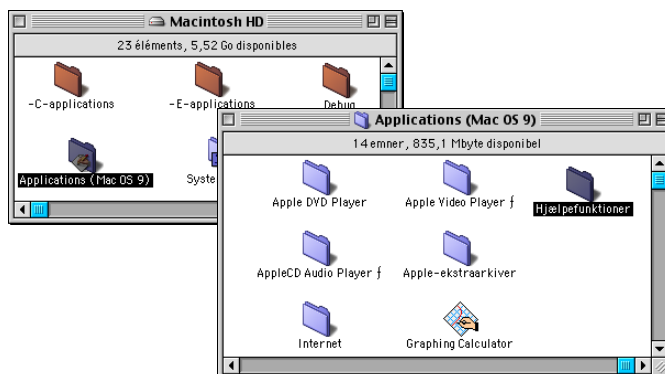 Macintosh HD
23 éléments, 5,52 Go disponibles
-C-applications
-E-applications
Debug
Applications (Mac OS 9)
Syste
Applications (Mac OS 9)
14 emner, 835,1 Mbyte disponibel
Apple DVD Player
Apple Video Player ƒ
Hjælpefunktioner
AppleCD Audio Player ƒ
Apple-ekstraarkiver
Internet
Graphing Calculator